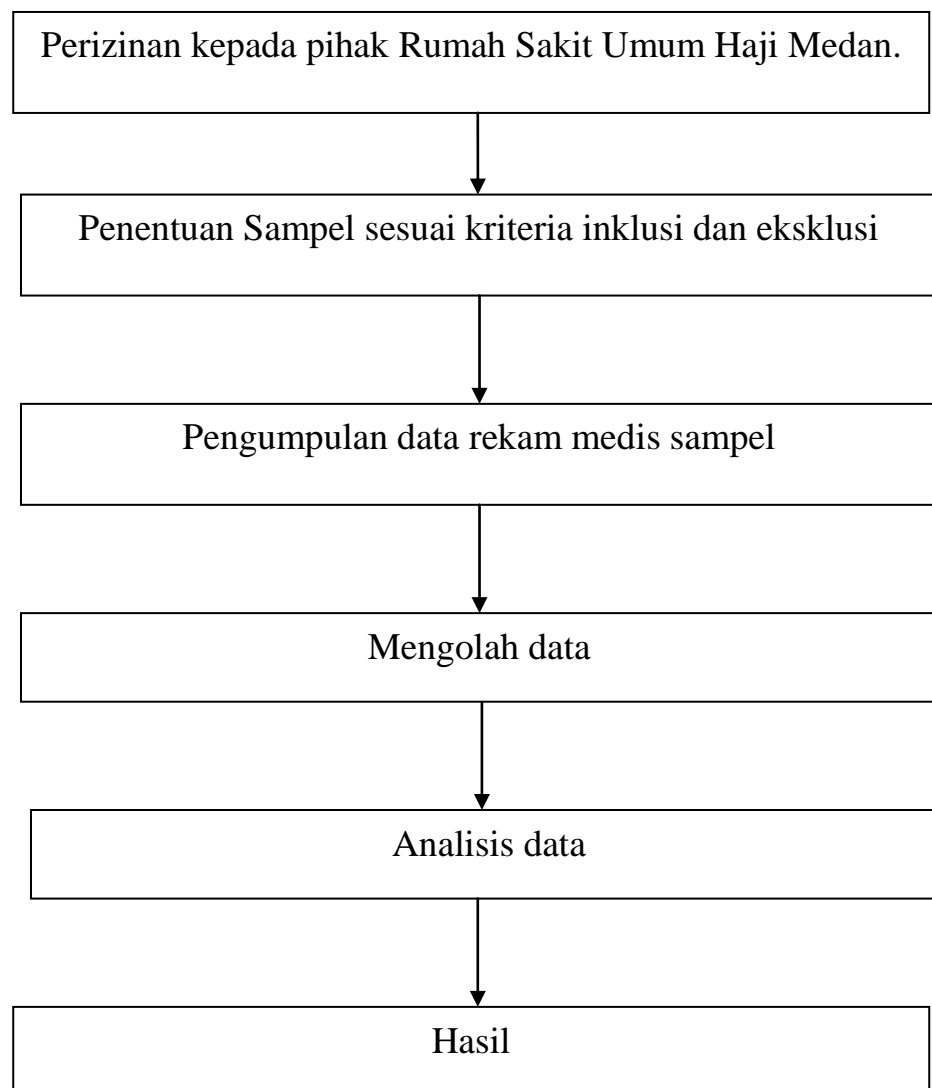 Perizinan kepada pihak Rumah Sakit Umum Haji Medan.
Penentuan Sampel sesuai kriteria inklusi dan eksklusi
Pengumpulan data rekam medis sampel
Mengolah data
Analisis data
Hasil